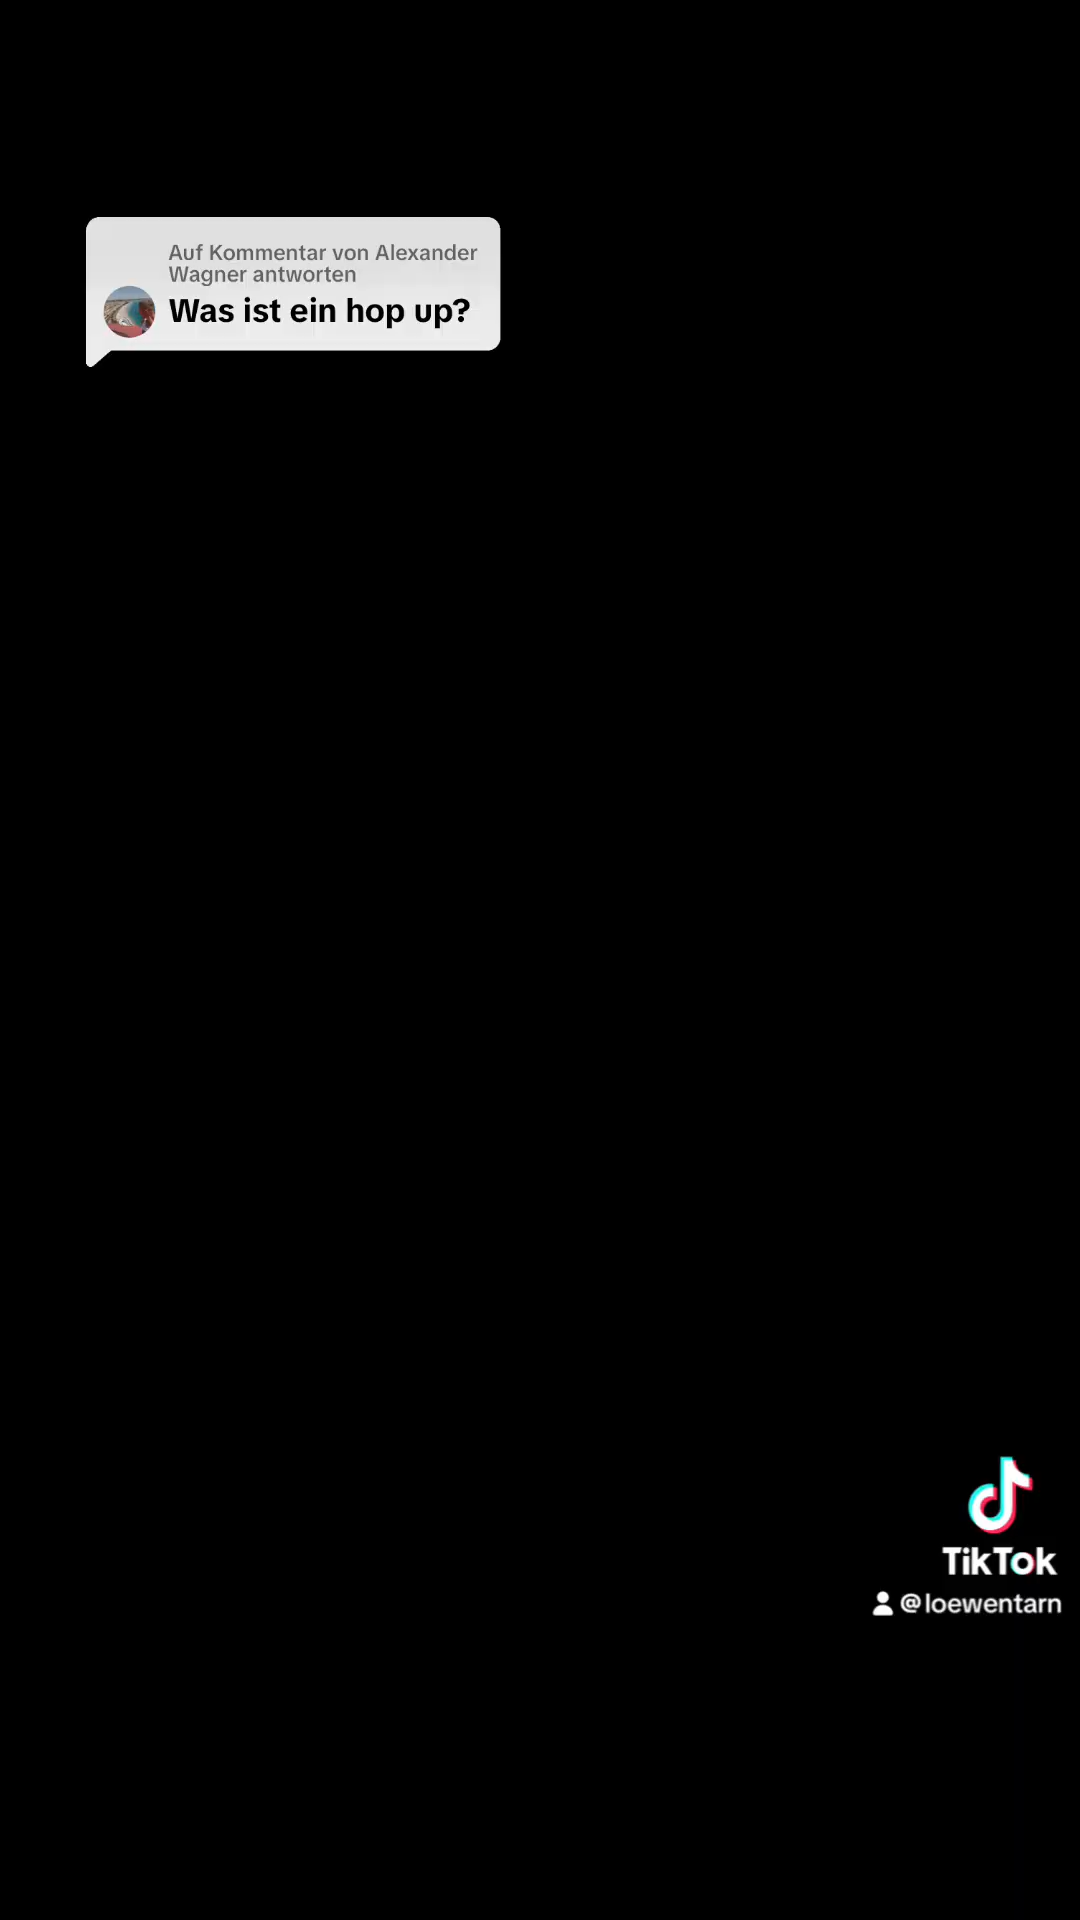 Auf Kommentar von Alexander
Wagner antworten
Was ist ein hop up?
TikTok
@loewentarn